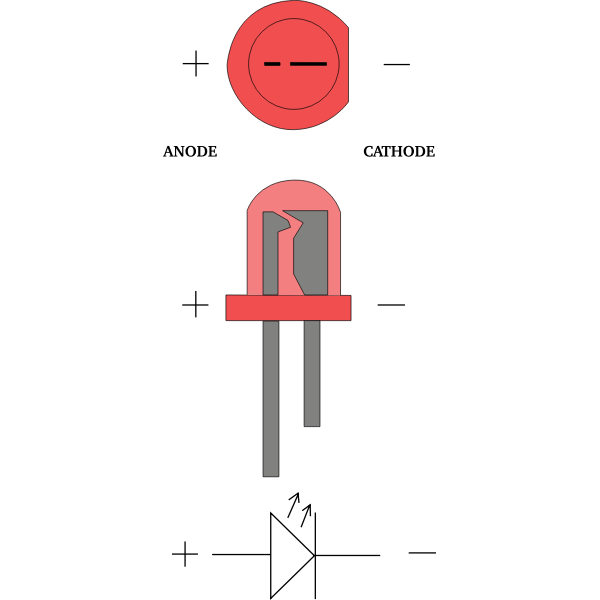 + —
ANODE CATHODE
+ —
+ —